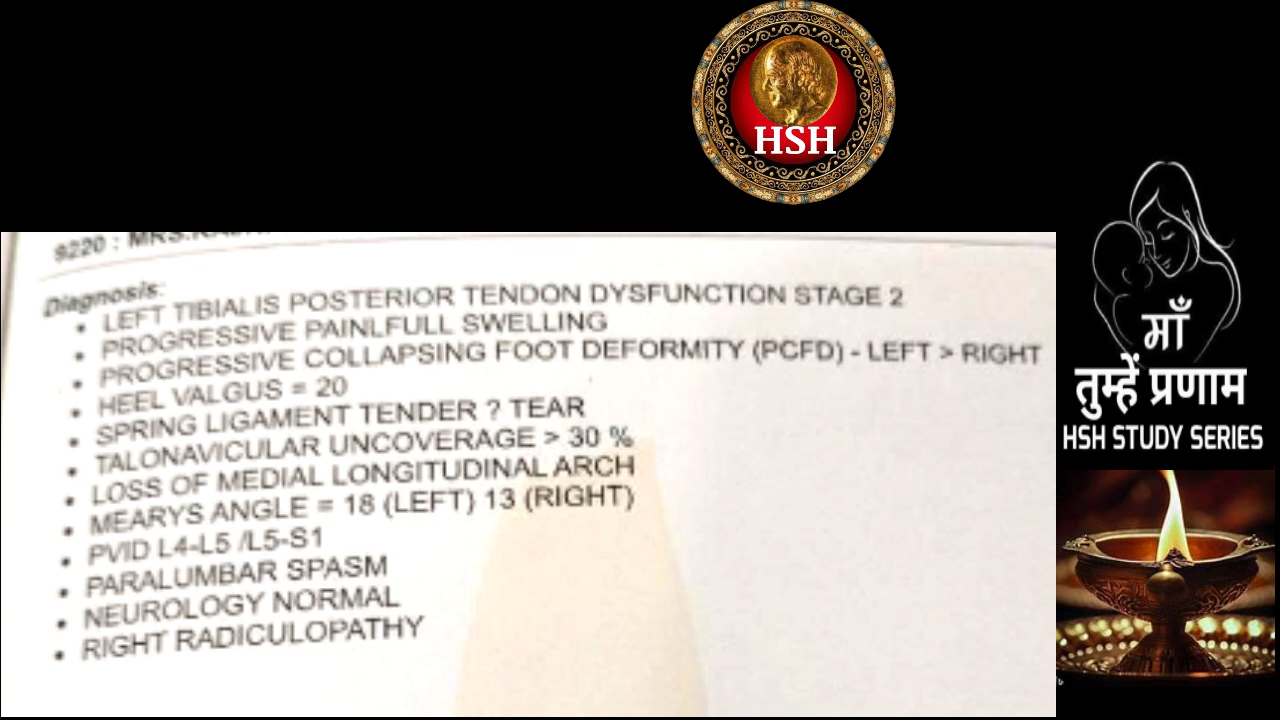 HSH
9220 : MRS.
Diagnosis:
• LEFT TIBIALIS POSTERIOR TENDON DYSFUNCTION STAGE 2
• PROGRESSIVE PAINLFULL SWELLING
• PROGRESSIVE COLLAPSING FOOT DEFORMITY (PCFD) - LEFT > RIGHT
• HEEL VALGUS = 20
• SPRING LIGAMENT TENDER ? TEAR
• TALONAVICULAR UNCOVERAGE > 30 %
• LOSS OF MEDIAL LONGITUDINAL ARCH
• MEARYS ANGLE = 18 (LEFT) 13 (RIGHT)
• PVID L4-L5 /L5-S1
• PARALUMBAR SPASM
• NEUROLOGY NORMAL
• RIGHT RADICULOPATHY
माँ
तुम्हें प्रणाम
HSH STUDY SERIES